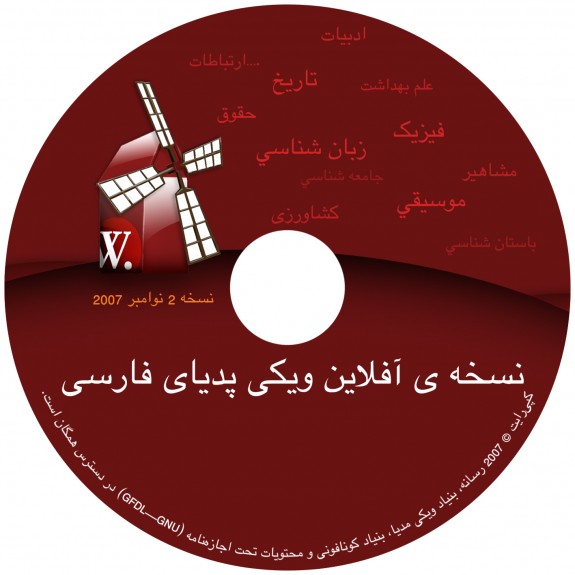 ادبیات
ارتباطات....
تاریخ
علم بهداشت
حقوق
فیزیک
زبان شناسي
مشاهیر
جامعه شناسي
موسیقي
کشاورزی
باستان شناسي
W.
نسخه 2 نوامبر 2007
نسخه ی آفلاین ویکی پدیای فارسی
کپی‌رایت © 2007 رسانه، بنیاد ویکی مدیا، بنیاد کونافونی و محتویات تحت اجازهنامه (GFDL—GNU) در دسترس همگان است.